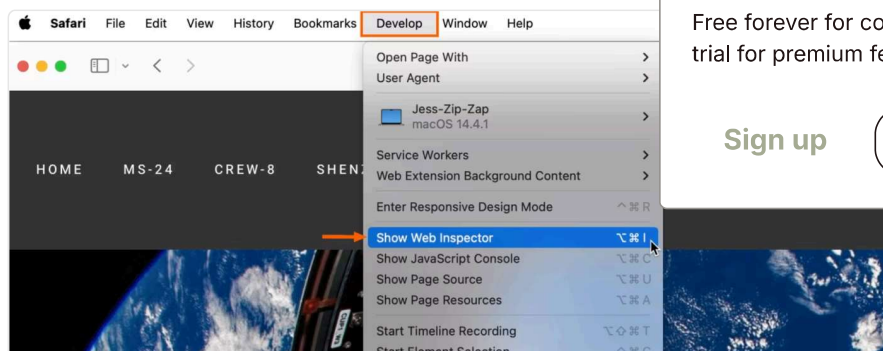 Safari File Edit View History Bookmarks Develop Window Help
Free forever for co
trial for premium fe
Sign up
HOME MS-24 CREW-8 SHEN
Open Page With
User Agent
Jess-Zip-Zap
macOS 14.4.1
Service Workers
Web Extension Background Content
Enter Responsive Design Mode ^⌘R
Show Web Inspector ⌥⌘I
Show JavaScript Console ⌥⌘C
Show Page Source ⌥⌘U
Show Page Resources ⌥⌘A
Start Timeline Recording ⌥⇧⌘T
Start Element Selection